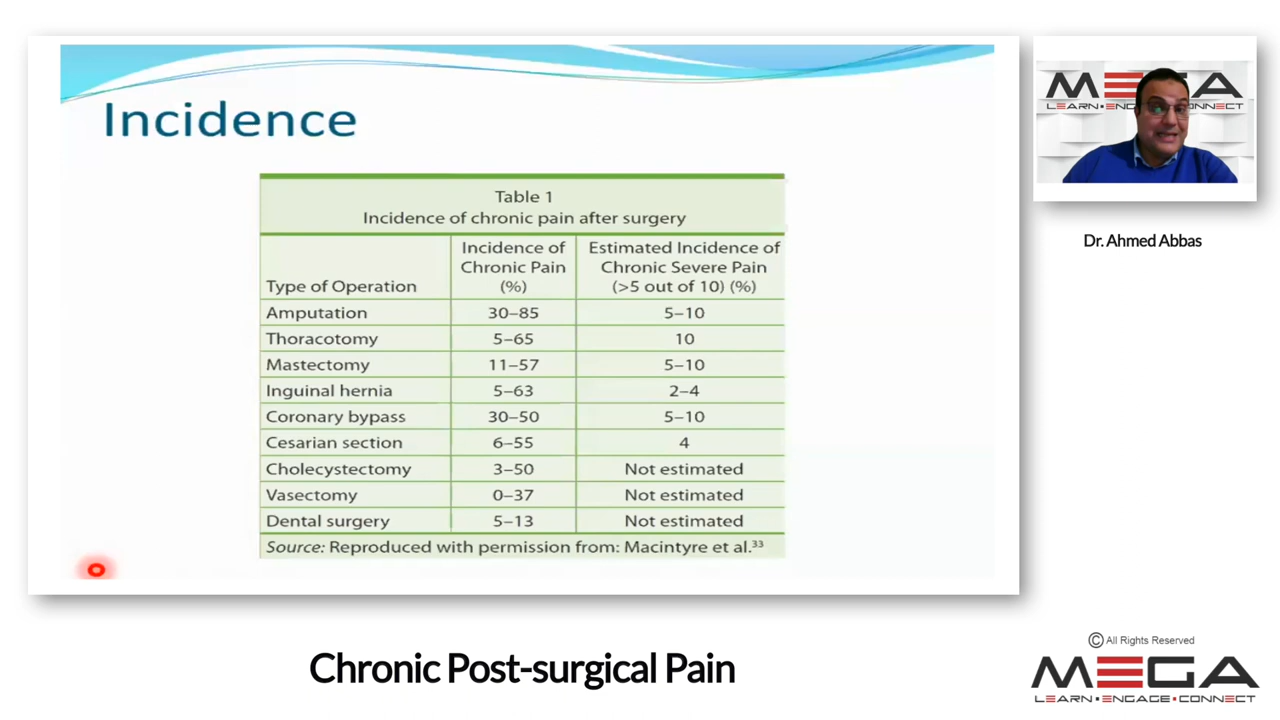 Incidence
Table 1
Incidence of chronic pain after surgery
Type of Operation
Incidence of Chronic Pain (%)
Estimated Incidence of Chronic Severe Pain (>5 out of 10) (%)
Amputation 30–85 5–10
Thoracotomy 5–65 10
Mastectomy 11–57 5–10
Inguinal hernia 5–63 2–4
Coronary bypass 30–50 5–10
Cesarian section 6–55 4
Cholecystectomy 3–50 Not estimated
Vasectomy 0–37 Not estimated
Dental surgery 5–13 Not estimated
Source: Reproduced with permission from: Macintyre et al.³³
MEGA
LEARN • ENG CONNECT
Dr. Ahmed Abbas
Chronic Post-surgical Pain
© All Rights Reserved
MEGA
LEARN • ENGAGE • CONNECT